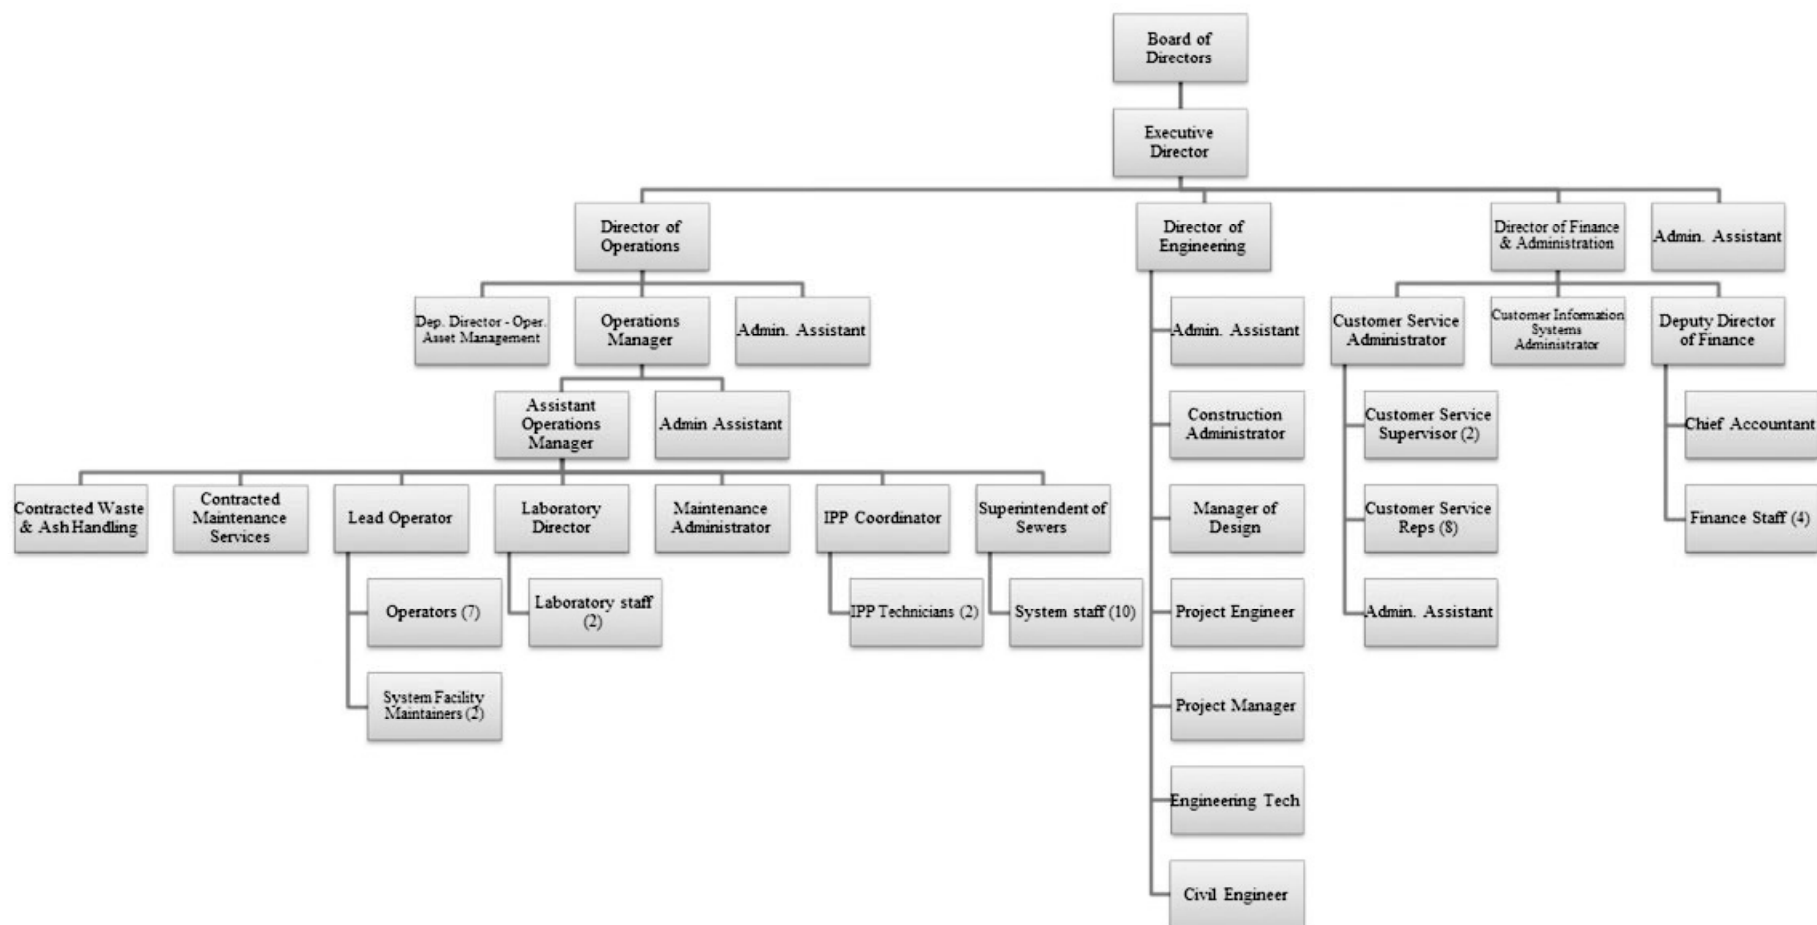 Board of
Directors
Executive
Director
Director of
Operations
Director of
Engineering
Director of Finance
& Administration
Admin. Assistant
Dep. Director - Oper.
Asset Management
Operations
Manager
Admin. Assistant
Admin. Assistant
Customer Service
Administrator
Customer Information
Systems
Administrator
Deputy Director
of Finance
Assistant
Operations
Manager
Admin Assistant
Construction
Administrator
Customer Service
Supervisor (2)
Chief Accountant
Contracted Waste
& Ash Handling
Contracted
Maintenance
Services
Lead Operator
Laboratory
Director
Maintenance
Administrator
IPP Coordinator
Superintendent of
Sewers
Manager of
Design
Customer Service
Reps (8)
Finance Staff (4)
Operators (7)
Laboratory staff
(2)
IPP Technicians (2)
System staff (10)
Project Engineer
Admin. Assistant
System Facility
Maintainers (2)
Project Manager
Engineering Tech
Civil Engineer